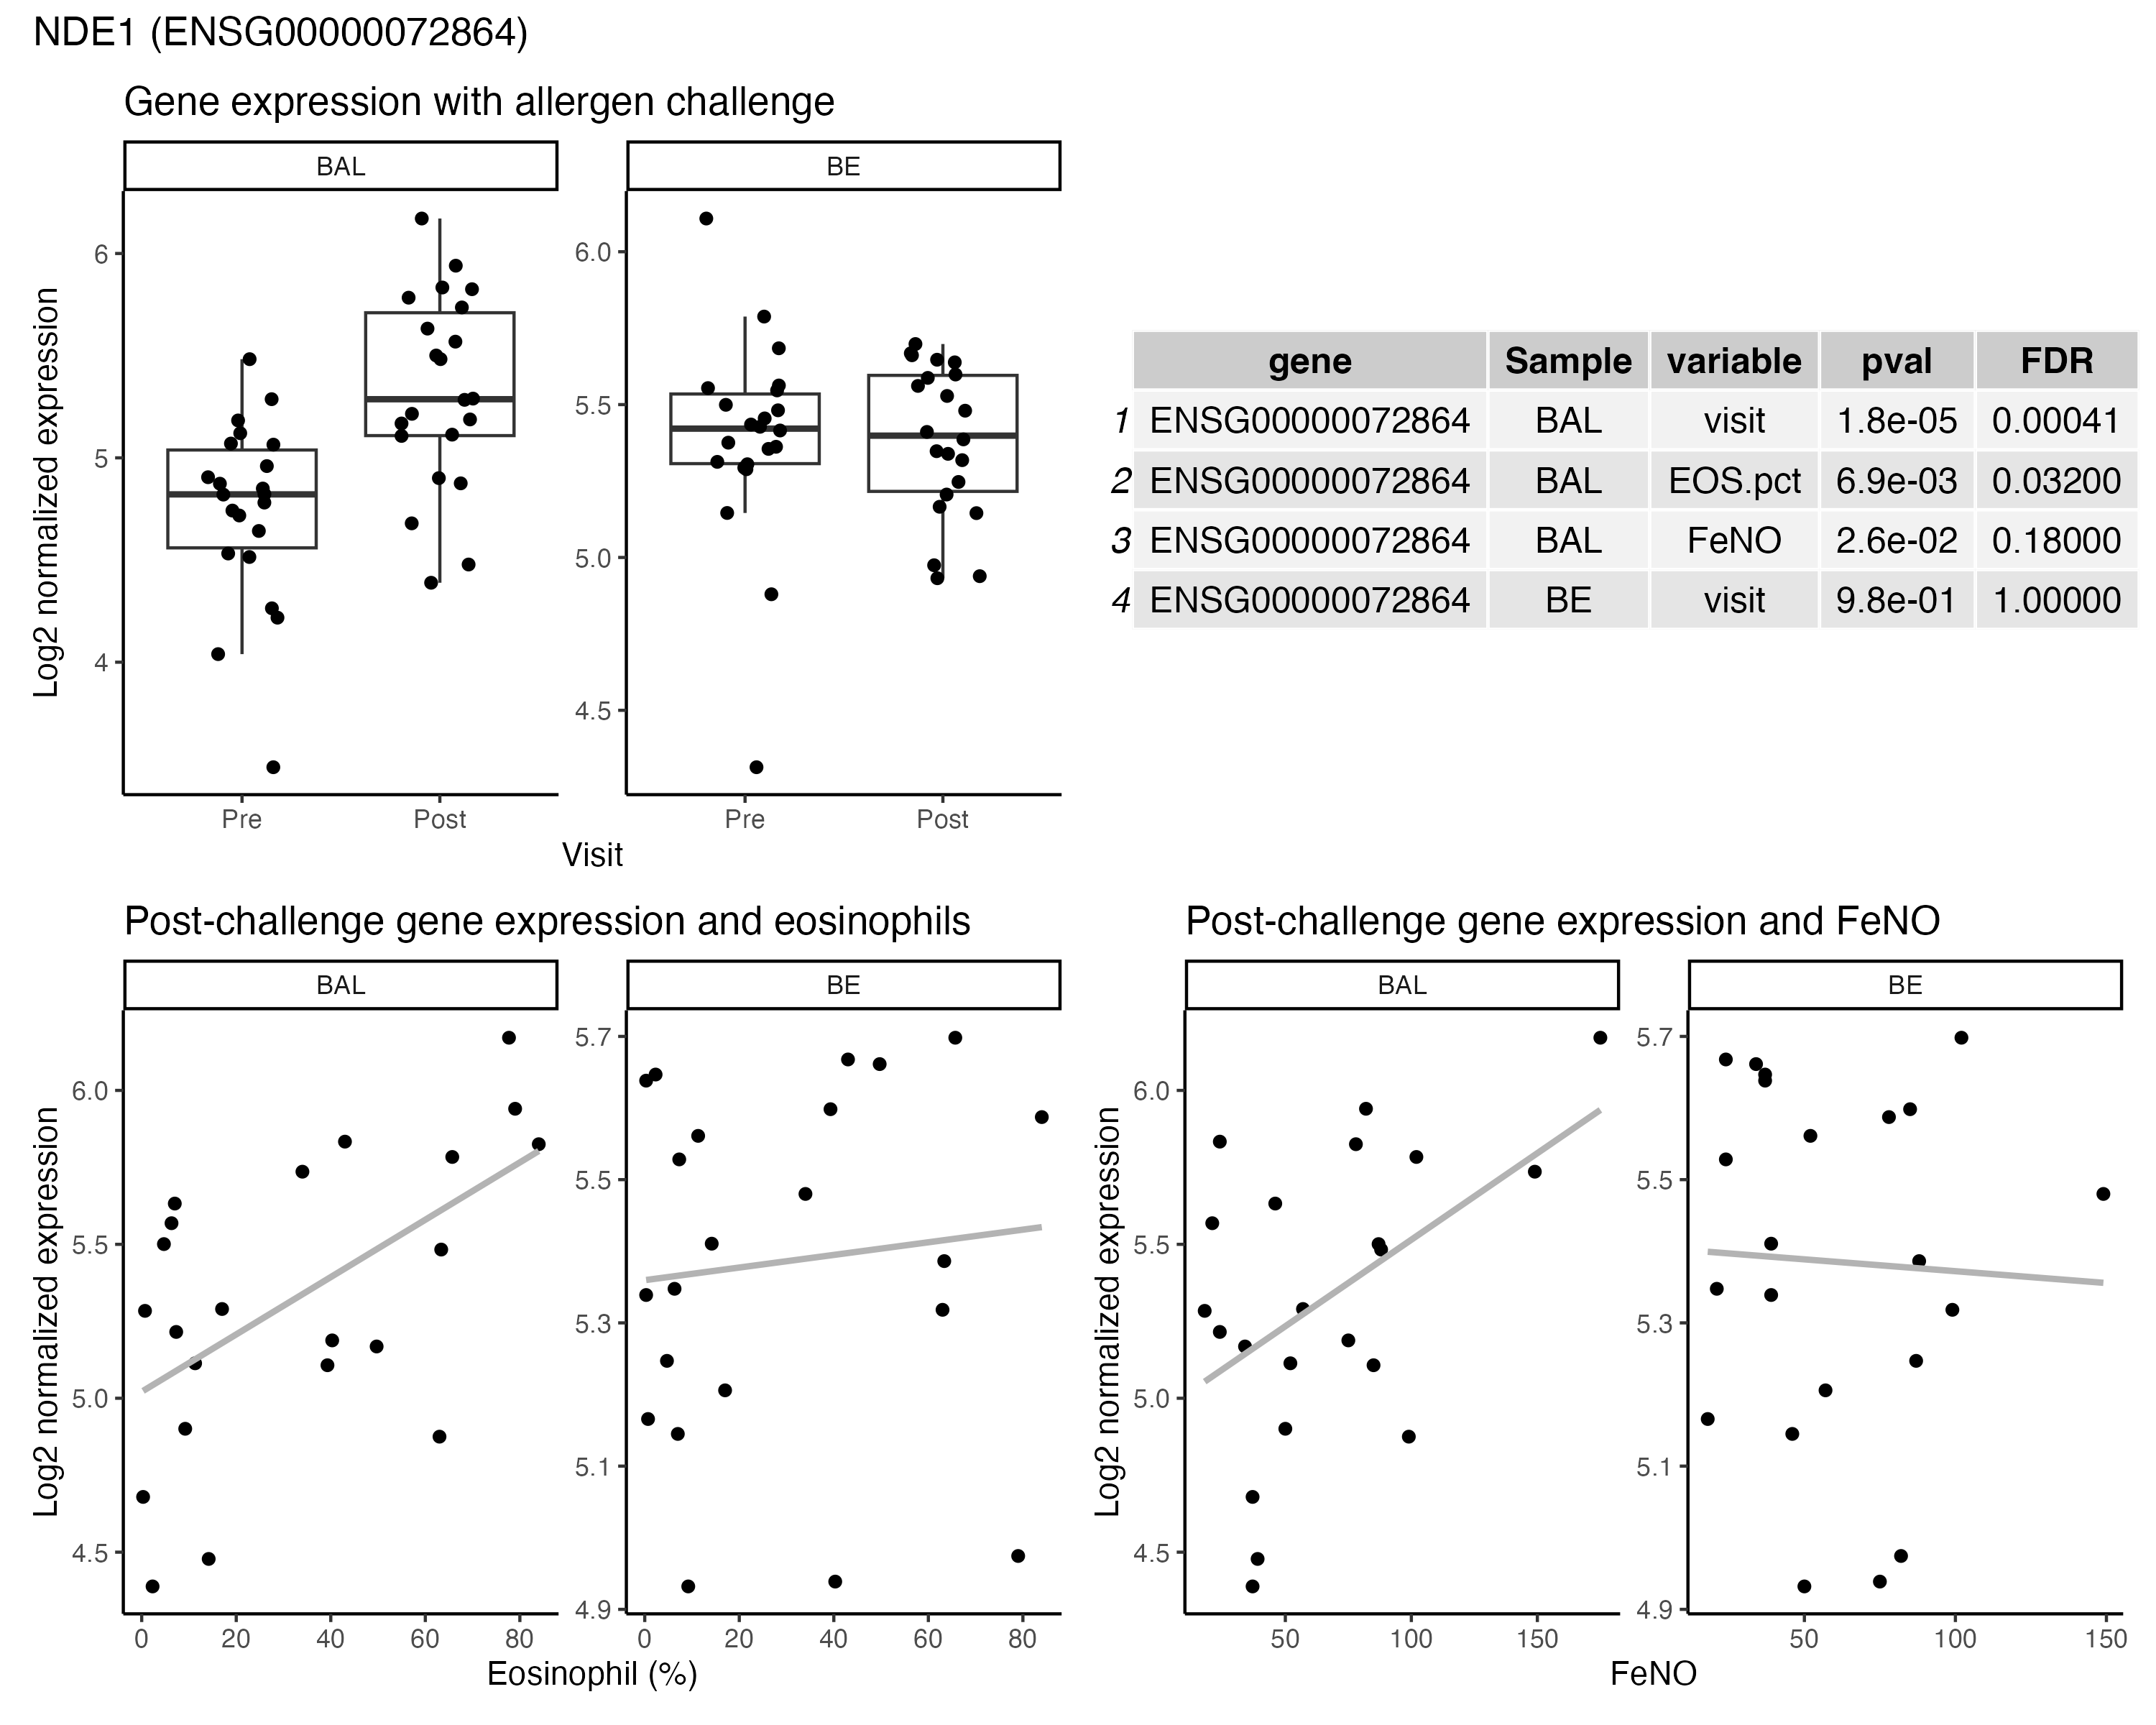 NDE1 (ENSG00000072864)
Gene expression with allergen challenge
BAL
BE
Log2 normalized expression
6
5
4
6.0
5.5
5.0
4.5
Pre
Post
Pre
Post
Visit
gene Sample variable pval FDR
1 ENSG00000072864 BAL visit 1.8e-05 0.00041
2 ENSG00000072864 BAL EOS.pct 6.9e-03 0.03200
3 ENSG00000072864 BAL FeNO 2.6e-02 0.18000
4 ENSG00000072864 BE visit 9.8e-01 1.00000
Post-challenge gene expression and eosinophils
BAL
BE
Log2 normalized expression
6.0
5.5
5.0
4.5
5.7
5.5
5.3
5.1
4.9
0 20 40 60 80
0 20 40 60 80
Eosinophil (%)
Post-challenge gene expression and FeNO
BAL
BE
Log2 normalized expression
6.0
5.5
5.0
4.5
5.7
5.5
5.3
5.1
4.9
50 100 150
50 100 150
FeNO